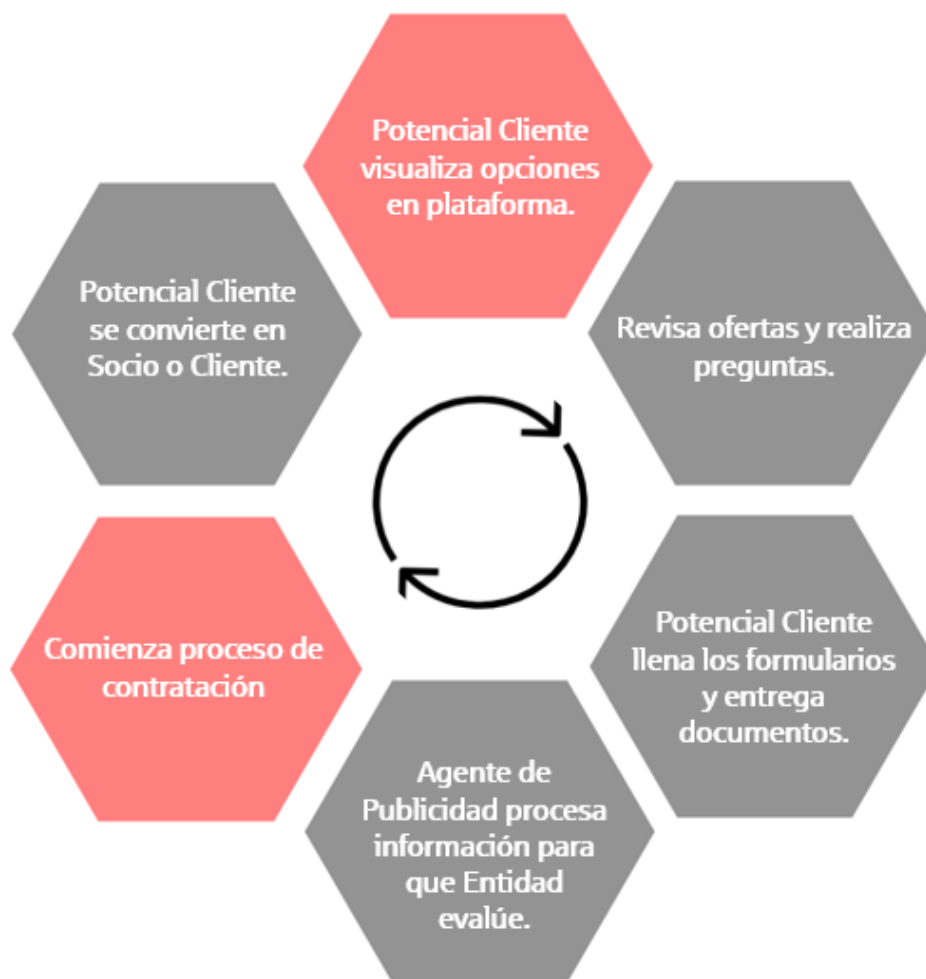 Potencial Cliente
visualiza opciones
en plataforma.
Revisa ofertas y realiza
preguntas.
Potencial Cliente
llena los formularios
y entrega
documentos.
Agente de
Publicidad procesa
información para
que Entidad
evalúe.
Comienza proceso de
contratación
Potencial Cliente
se convierte en
Socio o Cliente.